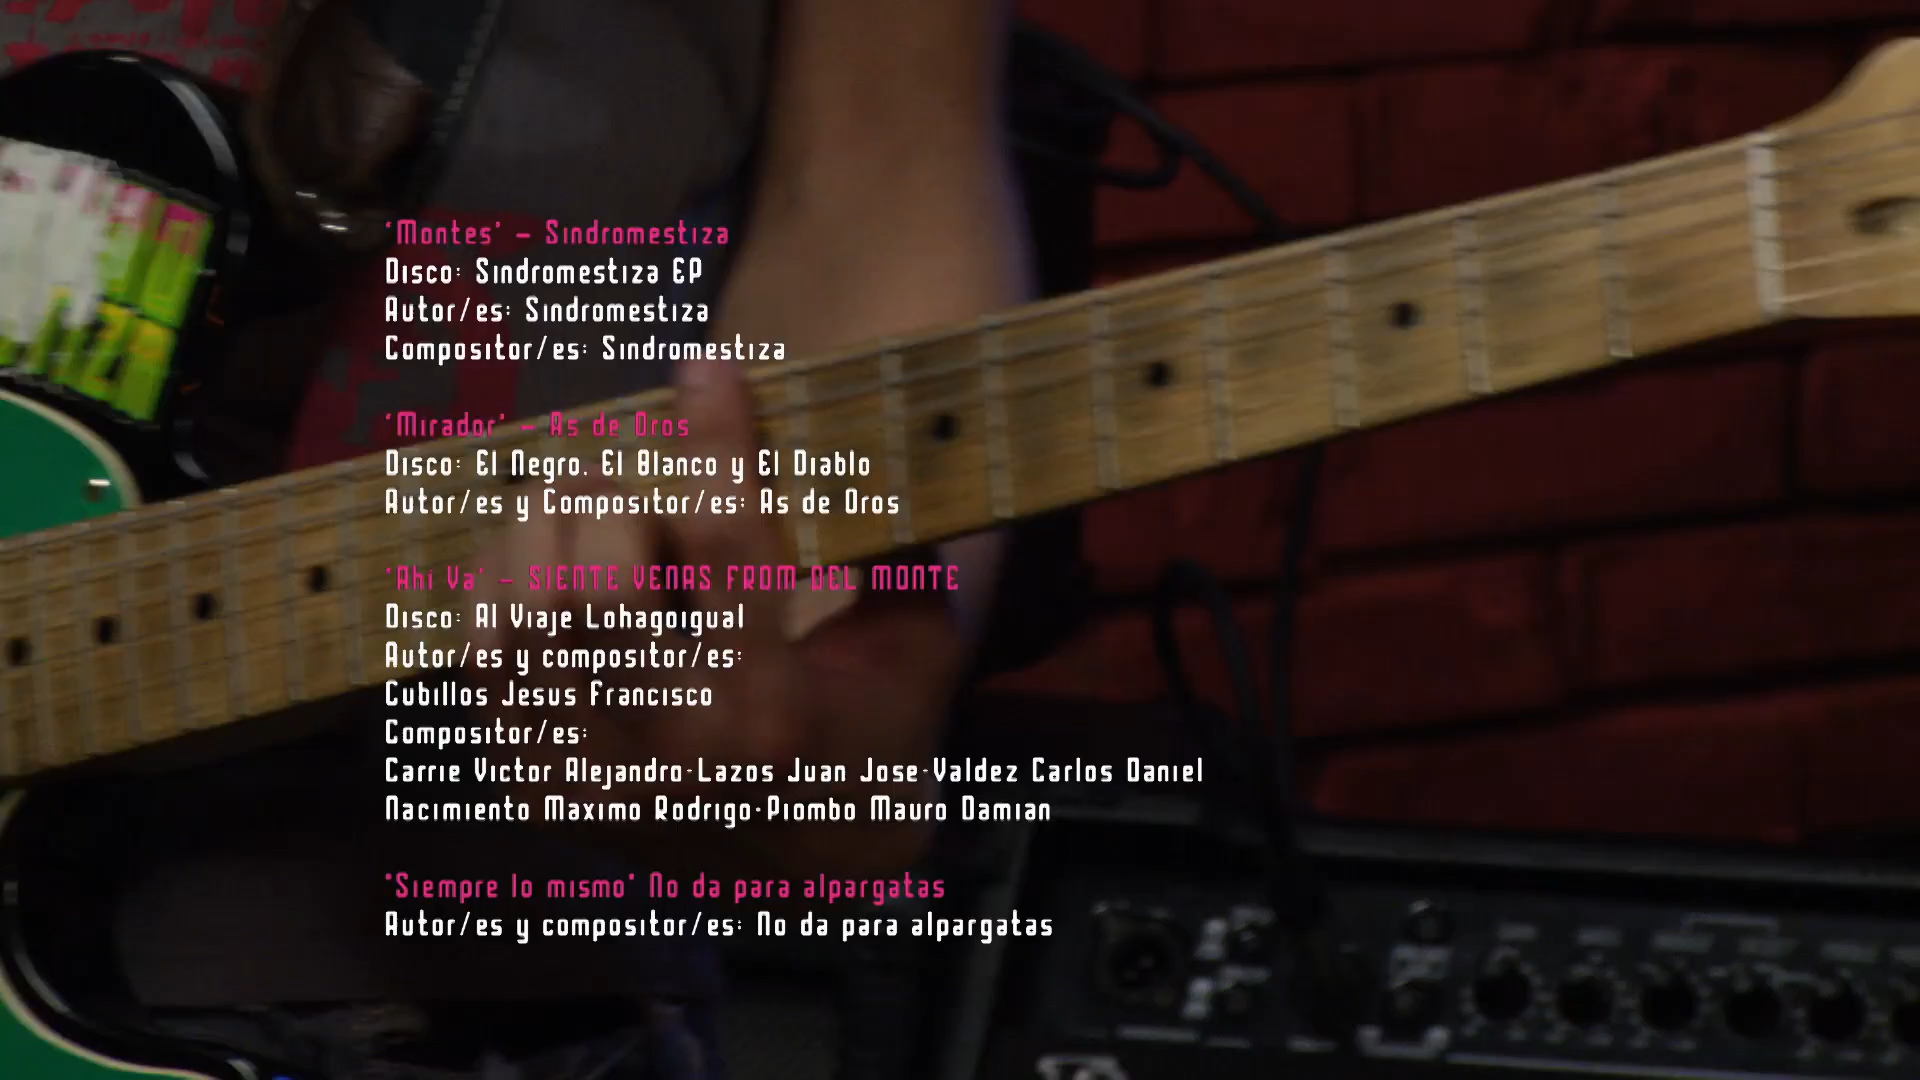 "Montes" - Sindromestiza
Disco: Sindromestiza EP
Autor/es: Sindromestiza
Compositor/es: Sindromestiza
"Mirador" - As de Oros
Disco: El Negro, El Blanco y El Diablo
Autor/es y Compositor/es: As de Oros
"Ahi Va" - SIENTE VENAS FROM DEL MONTE
Disco: Al Viaje Lohagoigual
Autor/es y compositor/es:
Cubillos Jesus Francisco
Compositor/es:
Carrie Victor Alejandro-Lazos Juan Jose-Valdez Carlos Daniel
Nacimiento Maximo Rodrigo-Piombo Mauro Damian
"Siempre lo mismo" No da para alpargatas
Autor/es y compositor/es: No da para alpargatas